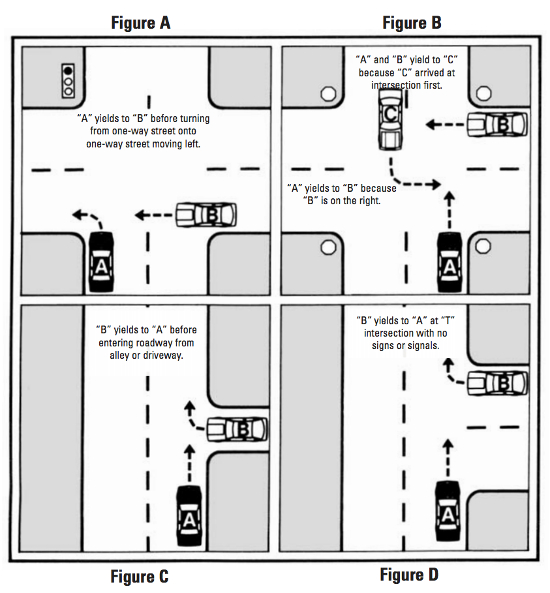 Figure A
Figure B
"A" yields to "B" before turning
from one-way street onto
one-way street moving left.
B
A
"A" and "B" yield to "C"
because "C" arrived at
intersection first.
C
B
"A" yields to "B" because
"B" is on the right.
A
"B" yields to "A" before
entering roadway from
alley or driveway.
B
A
"B" yields to "A" at "T"
intersection with no
signs or signals.
B
A
Figure C
Figure D